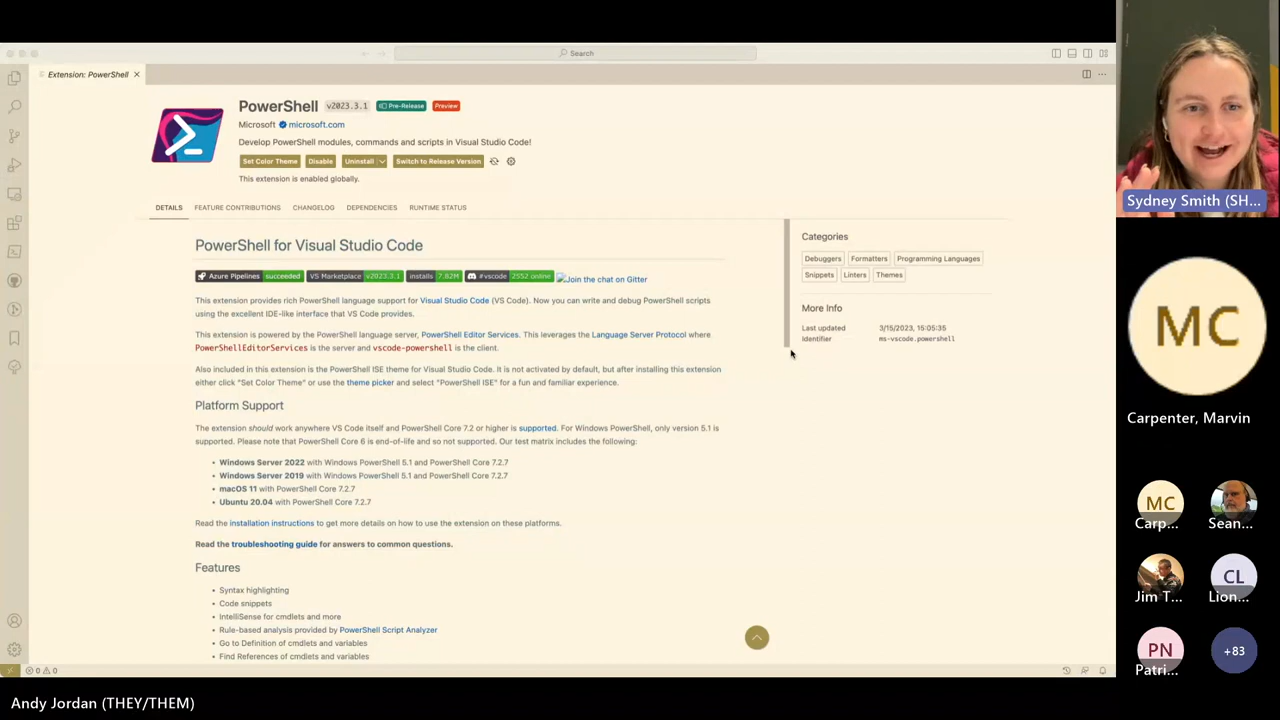 Search
Extension: PowerShell
PowerShell v2023.3.1 Pre-Release Preview
Microsoft microsoft.com
Develop PowerShell modules, commands and scripts in Visual Studio Code!
Set Color Theme Disable Uninstall Switch to Release Version
This extension is enabled globally.
DETAILS FEATURE CONTRIBUTIONS CHANGELOG DEPENDENCIES RUNTIME STATUS
PowerShell for Visual Studio Code
Azure Pipelines succeeded VS Marketplace v2023.3.1 installs 7.82M #vscode 2552 online Join the chat on Gitter
This extension provides rich PowerShell language support for Visual Studio Code (VS Code). Now you can write and debug PowerShell scripts
using the excellent IDE-like interface that VS Code provides.
This extension is powered by the PowerShell language server, PowerShell Editor Services. This leverages the Language Server Protocol where
PowerShellEditorServices is the server and vscode-powershell is the client.
Also included in this extension is the PowerShell ISE theme for Visual Studio Code. It is not activated by default, but after installing this extension
either click "Set Color Theme" or use the theme picker and select "PowerShell ISE" for a fun and familiar experience.
Platform Support
The extension should work anywhere VS Code itself and PowerShell Core 7.2 or higher is supported. For Windows PowerShell, only version 5.1 is
supported. Please note that PowerShell Core 6 is end-of-life and so not supported. Our test matrix includes the following:
Windows Server 2022 with Windows PowerShell 5.1 and PowerShell Core 7.2.7
Windows Server 2019 with Windows PowerShell 5.1 and PowerShell Core 7.2.7
macOS 11 with PowerShell Core 7.2.7
Ubuntu 20.04 with PowerShell Core 7.2.7
Read the installation instructions to get more details on how to use the extension on these platforms.
Read the troubleshooting guide for answers to common questions.
Features
Syntax highlighting
Code snippets
IntelliSense for cmdlets and more
Rule-based analysis provided by PowerShell Script Analyzer
Go to Definition of cmdlets and variables
Find References of cmdlets and variables
Categories
Debuggers Formatters Programming Languages
Snippets Linters Themes
More Info
Last updated 3/15/2023, 15:05:35
Identifier ms-vscode.powershell
0 0
Andy Jordan (THEY/THEM)
Sydney Smith (SH...
MC
Carpenter, Marvin
MC
Carp... Sean...
CL
Jim T... Lion...
PN +83
Patri...